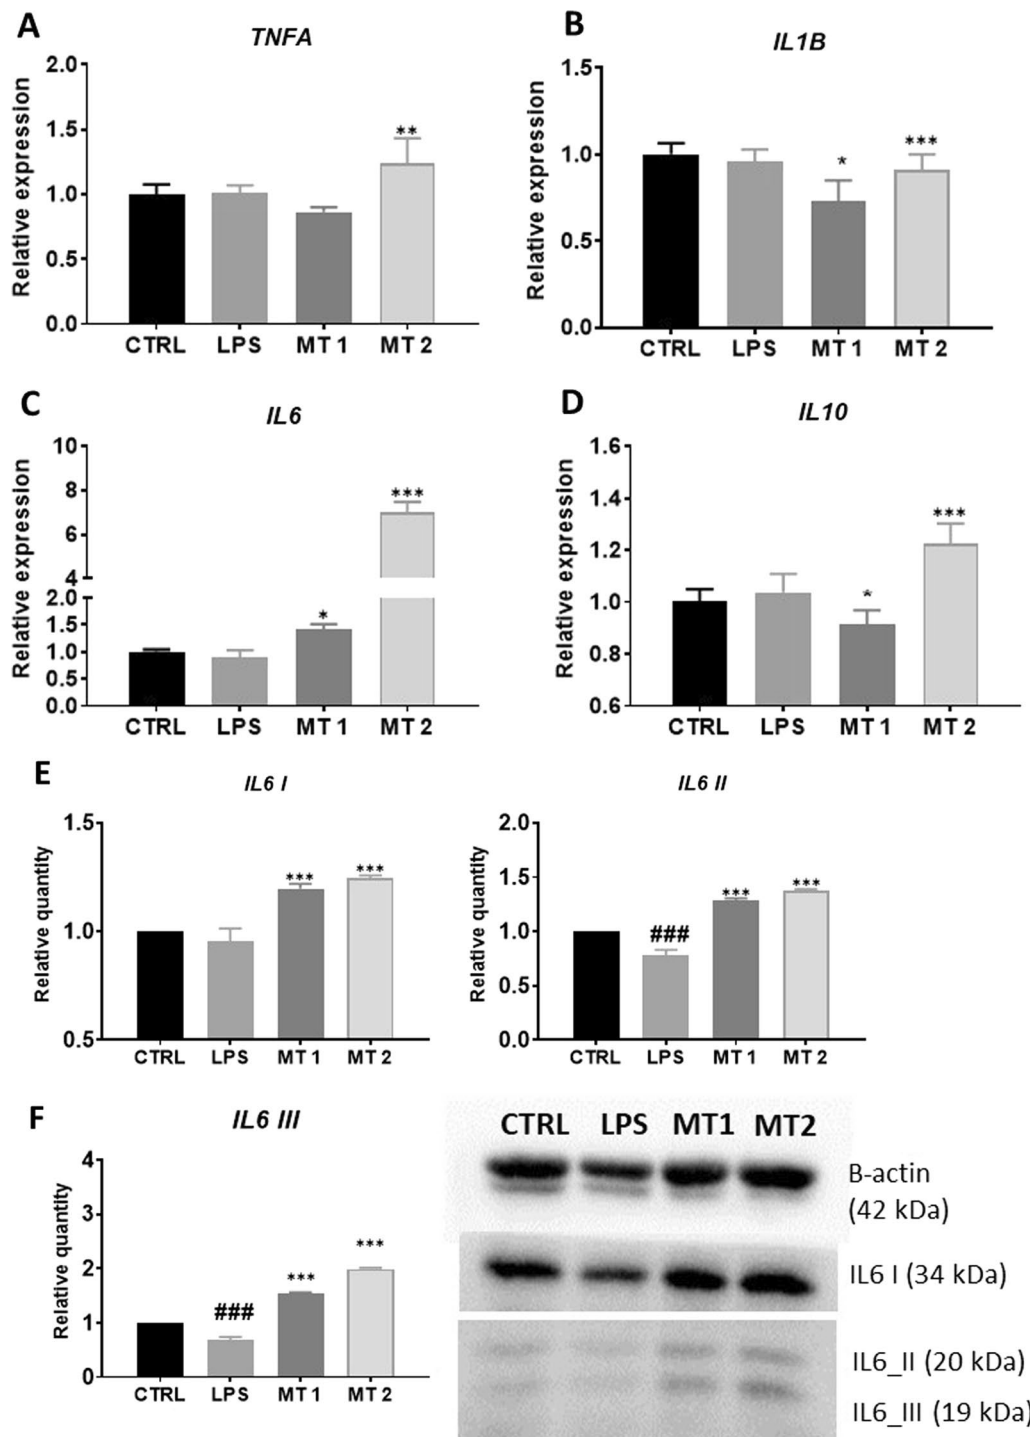 A
TNFA
Relative expression
2.0
1.5
1.0
0.5
0.0
**
CTRL LPS MT 1 MT 2
B
IL1B
Relative expression
1.5
1.0
0.5
0.0
* ***
CTRL LPS MT 1 MT 2
C
IL6
Relative expression
10
8
6
4
2.0
1.5
1.0
0.5
0.0
* ***
CTRL LPS MT 1 MT 2
D
IL10
Relative expression
1.6
1.4
1.2
1.0
0.8
0.6
* ***
CTRL LPS MT 1 MT 2
E
IL6 I
Relative quantity
1.5
1.0
0.5
*** ***
CTRL LPS MT 1 MT 2
IL6 II
Relative quantity
2.0
1.5
1.0
0.5
0.0
### *** ***
CTRL LPS MT 1 MT 2
F
IL6 III
Relative quantity
4
3
2
1
0
### *** ***
CTRL LPS MT 1 MT 2
CTRL LPS MT1 MT2
B-actin
(42 kDa)
IL6 I (34 kDa)
IL6_II (20 kDa)
IL6_III (19 kDa)